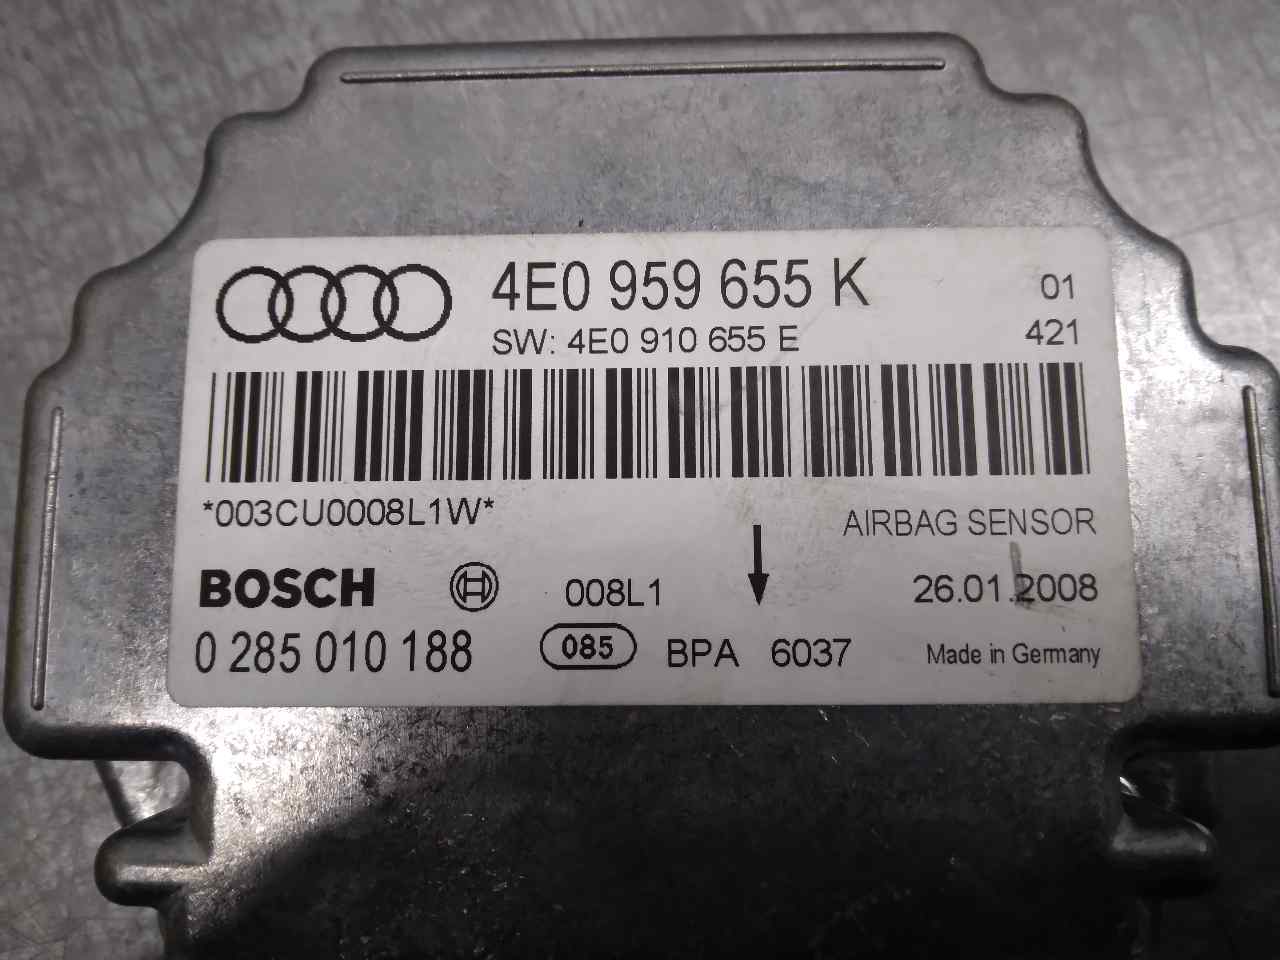 4E0 959 655 K
01
SW: 4E0 910 655 E
421
*003CU0008L1W*
AIRBAG SENSOR
BOSCH
008L1
26.01.2008
0 285 010 188
085
BPA 6037
Made in Germany